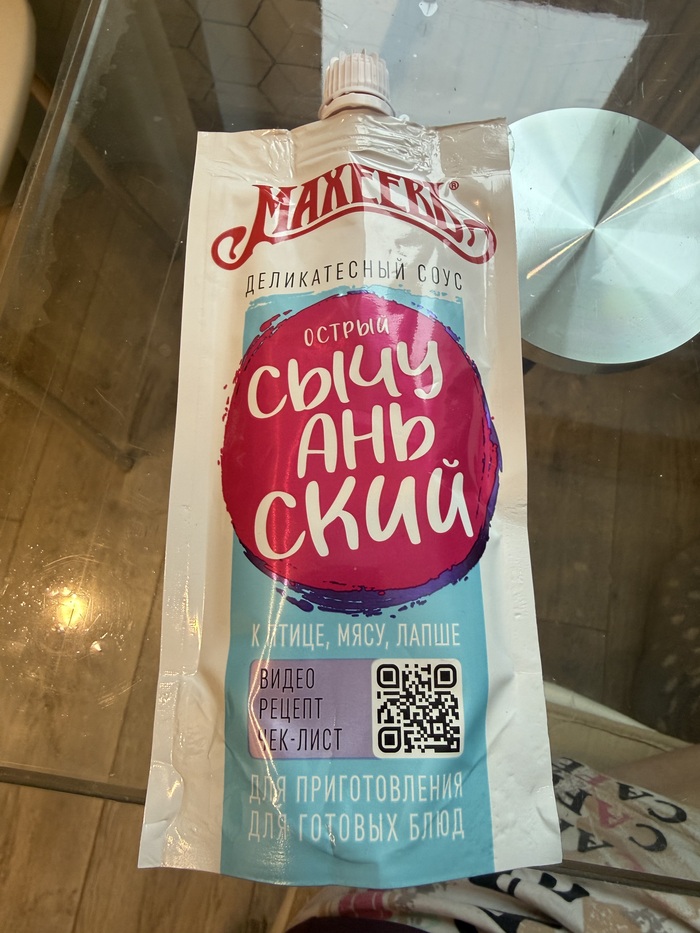 МАХЕЕВЪ®
ДЕЛИКАТЕСНЫЙ СОУС
ОСТРЫЙ
СЫЧУ
АНЬ
СКИЙ
К ПТИЦЕ, МЯСУ, ЛАПШЕ
ВИДЕО
РЕЦЕПТ
ЧЕК-ЛИСТ
ДЛЯ ПРИГОТОВЛЕНИЯ
ДЛЯ ГОТОВЫХ БЛЮД